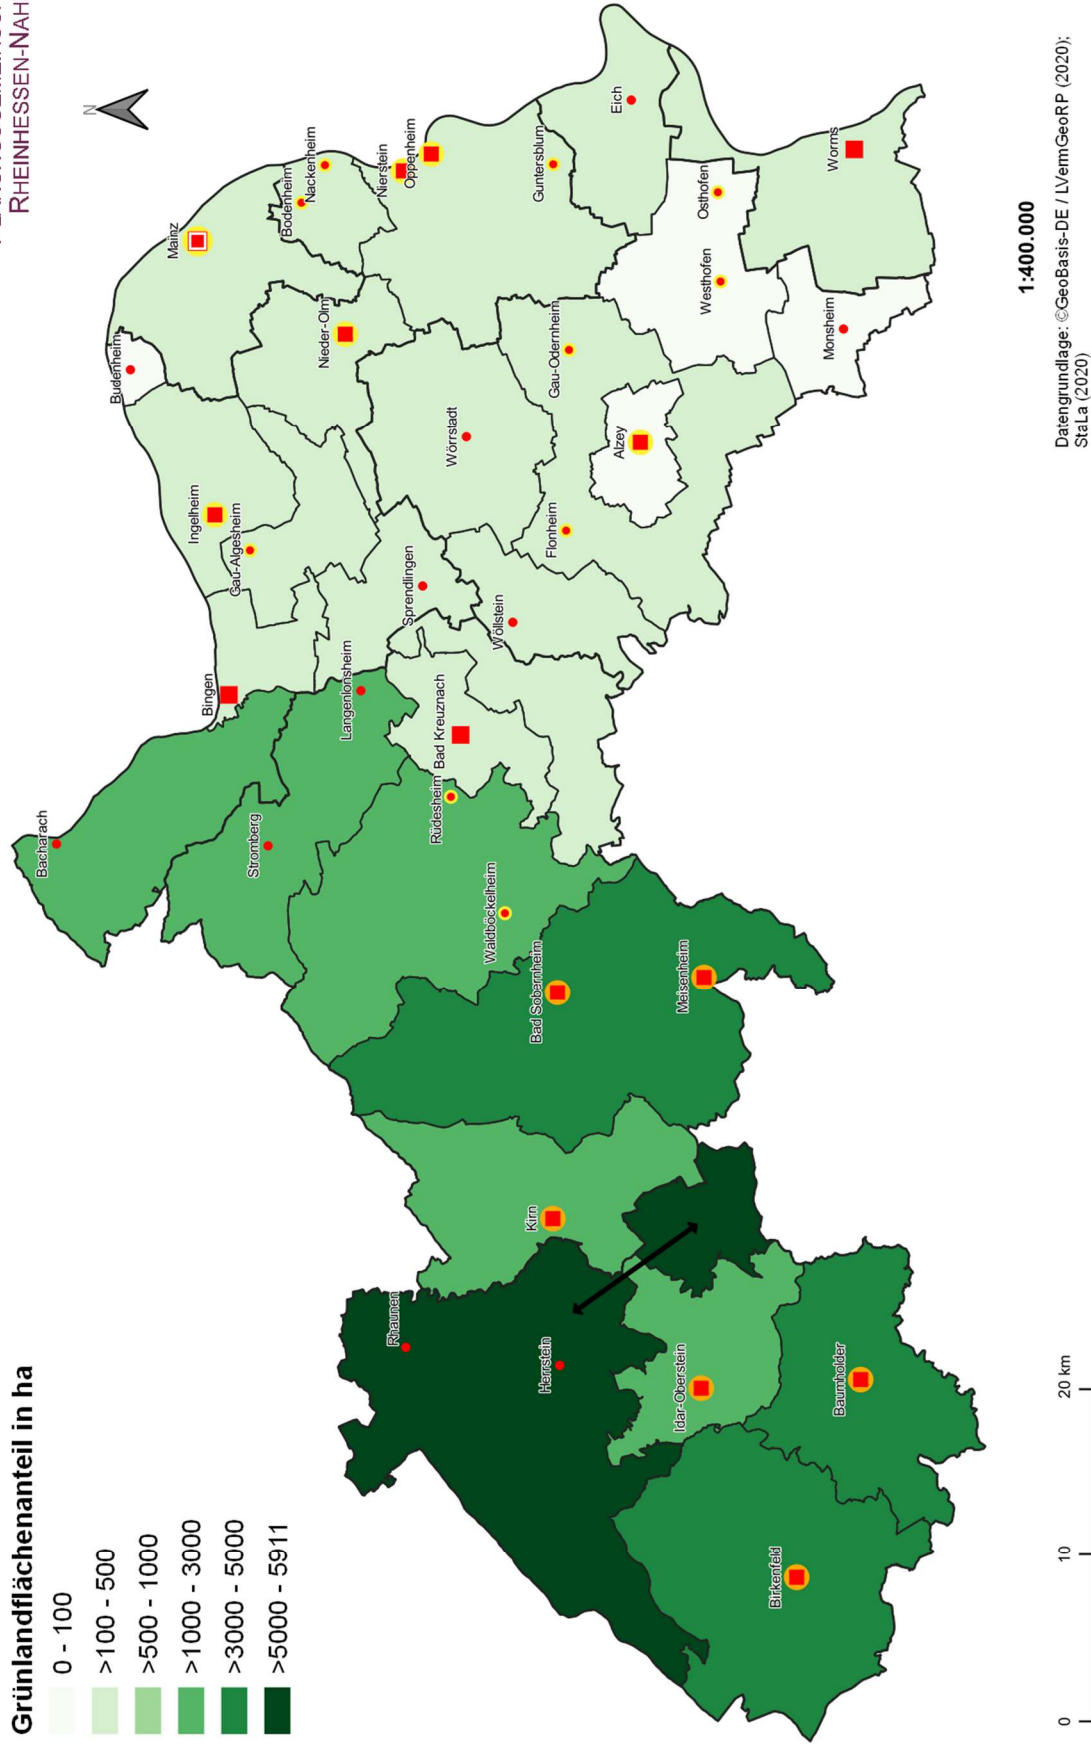 RHEINHESSEN-NAH
Grünlandflächenanteil in ha
0 - 100
>100 - 500
>500 - 1000
>1000 - 3000
>3000 - 5000
>5000 - 5911
N
Bacharach
Stromberg
Bingen
Langenlonsheim
Ingelheim
Gau-Algesheim
Budenheim
Mainz
Bodenheim
Nackenheim
Nieder-Olm
Nierstein
Oppenheim
Guntersblum
Eich
Wörrstadt
Sprendlingen
Wöllstein
Bad Kreuznach
Rüdesheim
Waldböckelheim
Bad Sobernheim
Meisenheim
Gau-Odernheim
Flonheim
Alzey
Westhofen
Osthofen
Monsheim
Worms
Kirn
Rhaunen
Herrstein
Idar-Oberstein
Baumholder
Birkenfeld
0
10
20 km
1:400.000
Datengrundlage: ©GeoBasis-DE / LVermGeoRP (2020);
StaLa (2020)